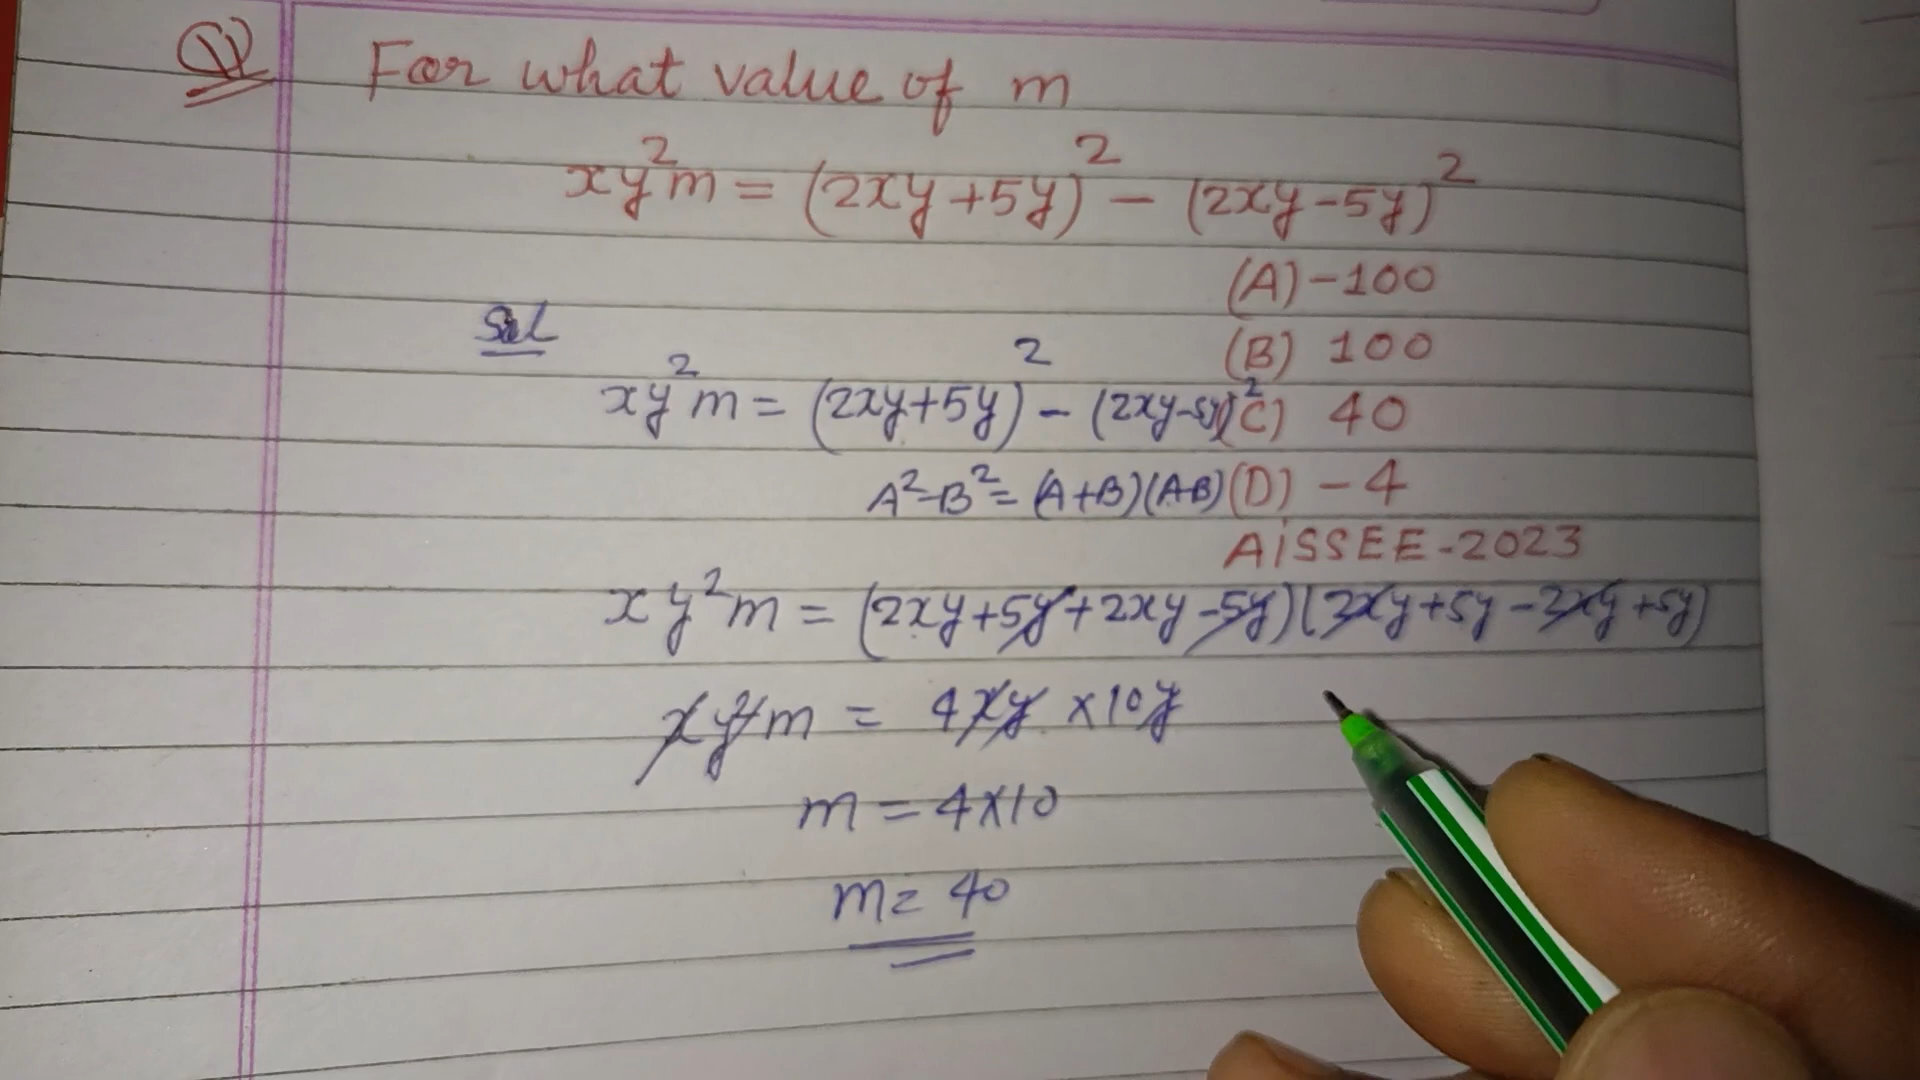 Q1) For what value of m
xy²m = (2xy+5y)² - (2xy-5y)²
(A) -100
(B) 100
(C) 40
(D) -4
AiSSEE-2023
Sol
xy²m = (2xy+5y)² - (2xy-5y)²
A²-B²= (A+B)(A-B)
xy²m = (2xy+5y+2xy-5y)(2xy+5y-2xy+5y)
xy²m = 4xy×10y
m = 4×10
m = 40